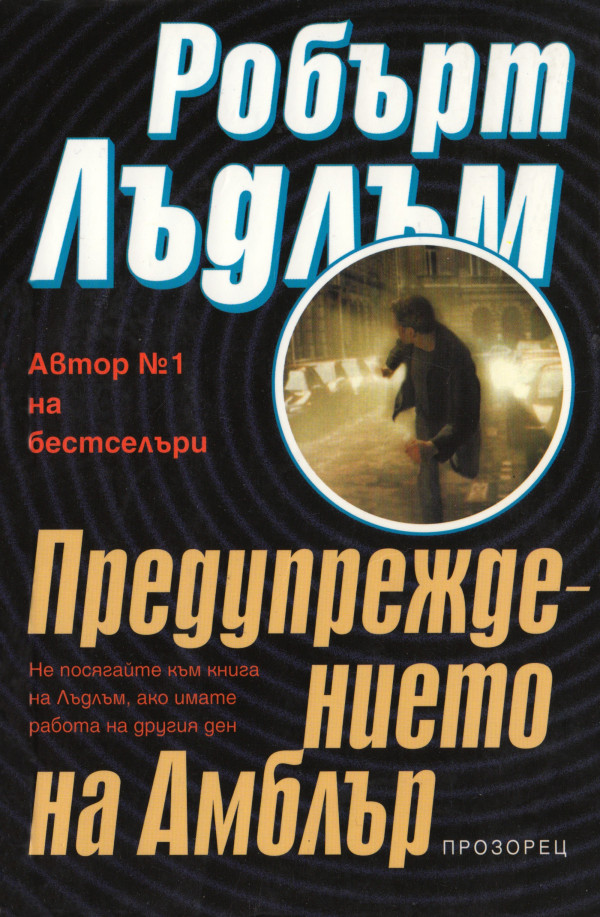 Робърт
Лъдлъм
Автор №1
на
бестселъри
Предупрежде-
нието
Не посягайте към книга
на Лъдлъм, ако имате
работа на другия ден
на Амблър
ПРОЗОРЕЦ